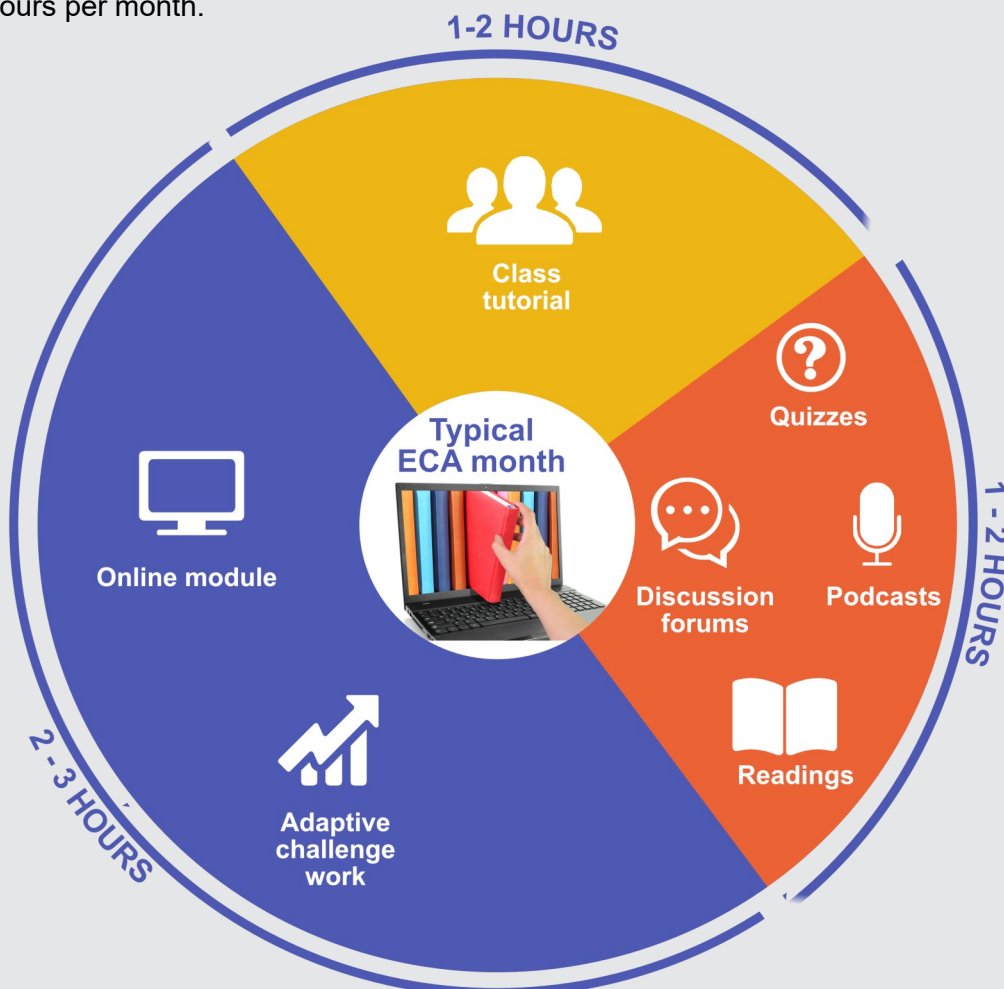 ours per month.
1-2 HOURS
Class
tutorial
Quizzes
Typical
ECA month
1 - 2 HOURS
Online module
Discussion
forums
Podcasts
Readings
2 - 3 HOURS
Adaptive
challenge
work